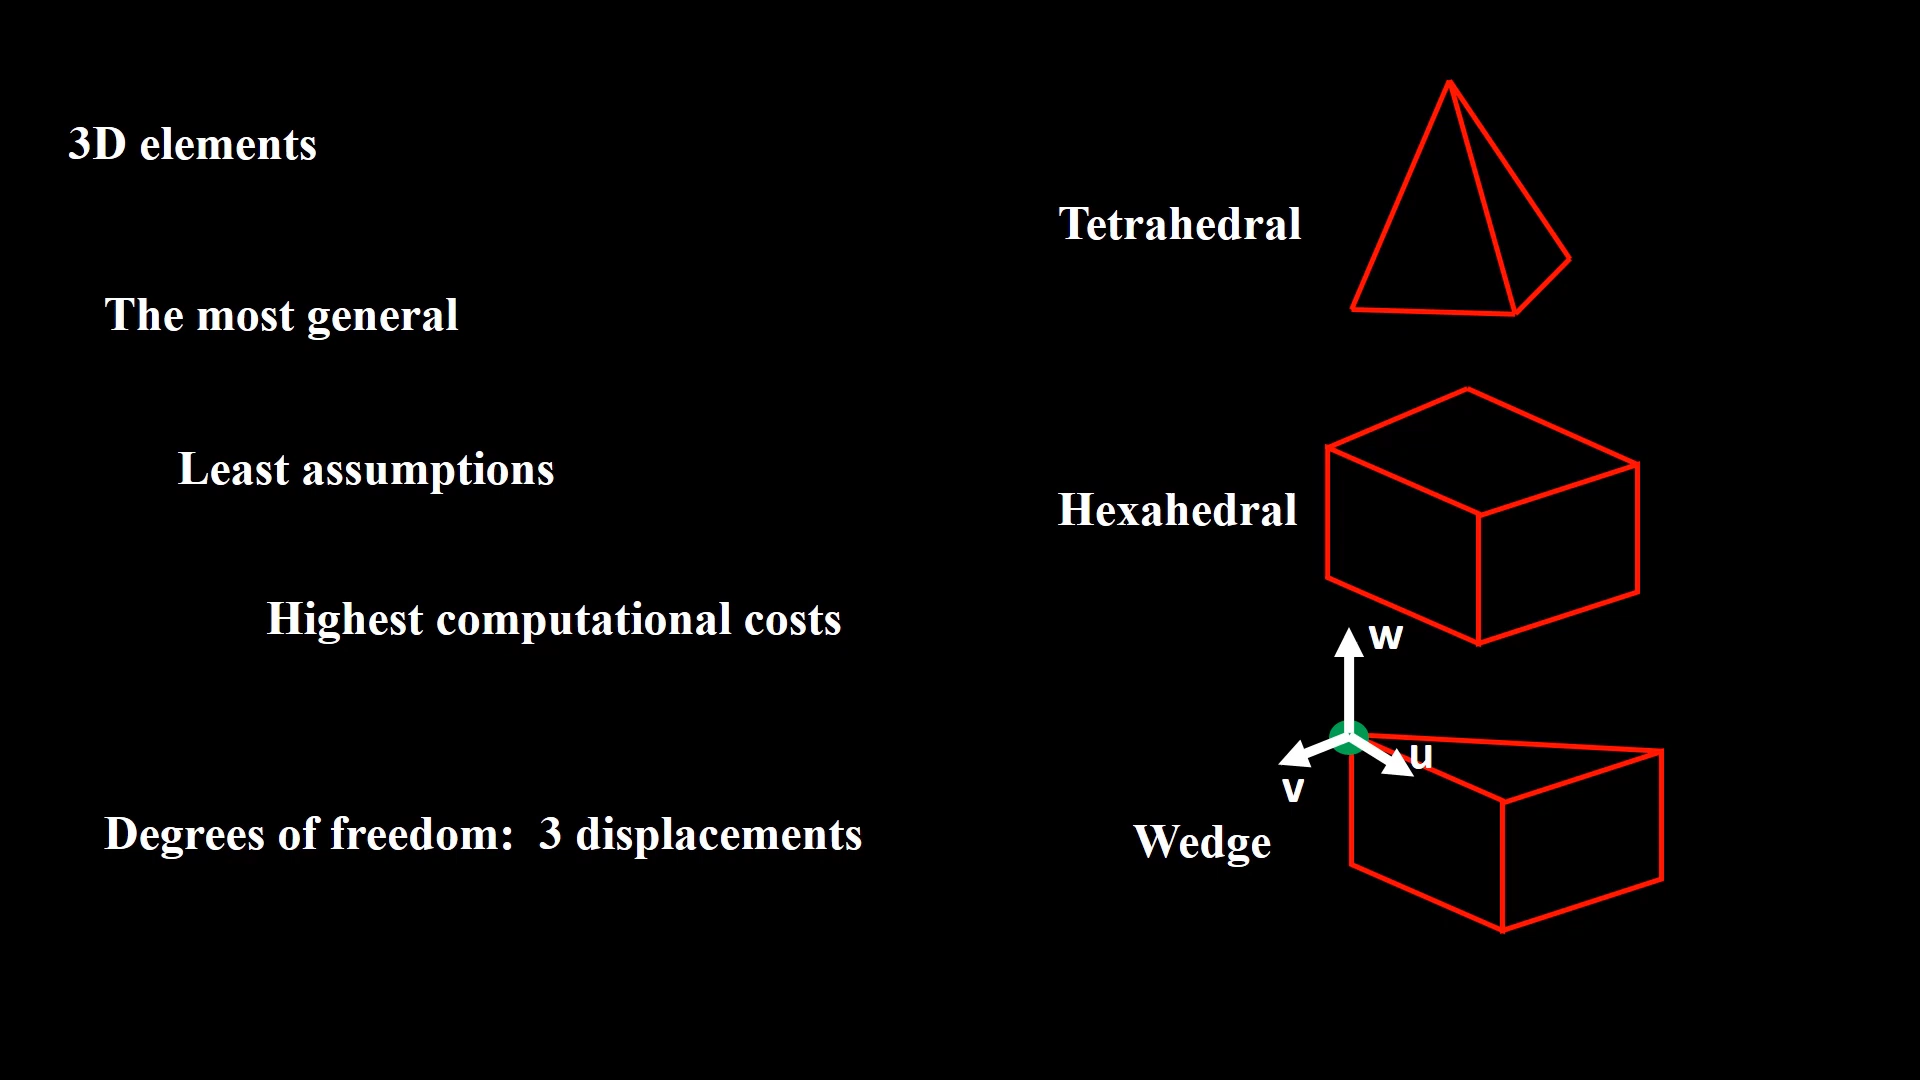 3D elements
The most general
Least assumptions
Highest computational costs
Degrees of freedom:  3 displacements
Tetrahedral
Hexahedral
w
u
v
Wedge